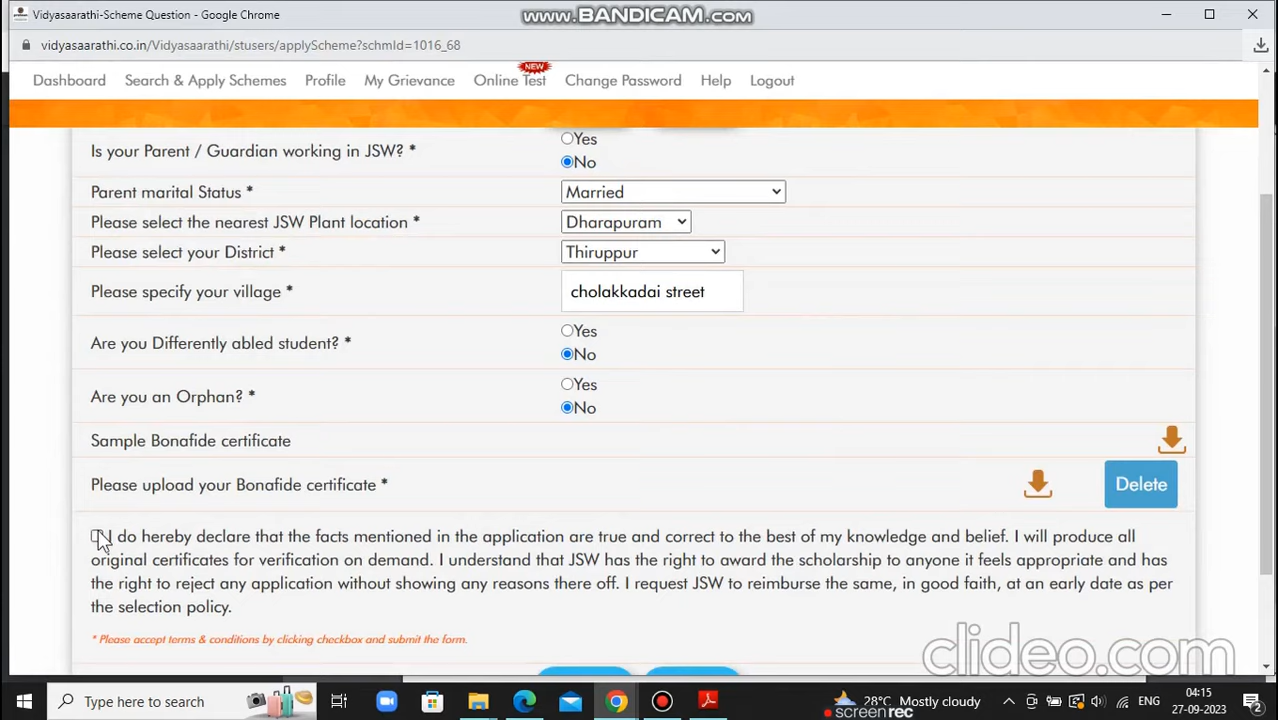 Vidyasaarathi-Scheme Question - Google Chrome
www.BANDICAM.com
vidyasaarathi.co.in/Vidyasaarathi/stusers/applyScheme?schmId=1016_68
NEW
Dashboard Search & Apply Schemes Profile My Grievance Online Test Change Password Help Logout
Is your Parent / Guardian working in JSW? *
Yes
No
Parent marital Status * Married
Please select the nearest JSW Plant location * Dharapuram
Please select your District * Thiruppur
Please specify your village * cholakkadai street
Are you Differently abled student? *
Yes
No
Are you an Orphan? *
Yes
No
Sample Bonafide certificate
Please upload your Bonafide certificate * Delete
I do hereby declare that the facts mentioned in the application are true and correct to the best of my knowledge and belief. I will produce all
original certificates for verification on demand. I understand that JSW has the right to award the scholarship to anyone it feels appropriate and has
the right to reject any application without showing any reasons there off. I request JSW to reimburse the same, in good faith, at an early date as per
the selection policy.
* Please accept terms & conditions by clicking checkbox and submit the form.
clideo.com
Type here to search
28°C Mostly cloudy
ENG
04:15
27-09-2023
2
screenrec